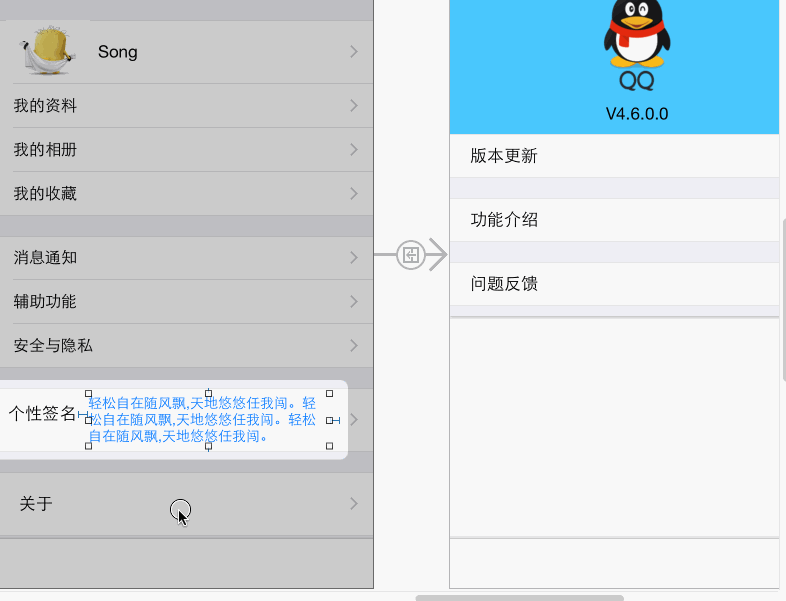 Song
我的资料
我的相册
我的收藏
消息通知
辅助功能
安全与隐私
个性签名
轻松自在随风飘,天地悠悠任我闯。轻
松自在随风飘,天地悠悠任我闯。轻松
自在随风飘,天地悠悠任我闯。
关于
QQ
V4.6.0.0
版本更新
功能介绍
问题反馈